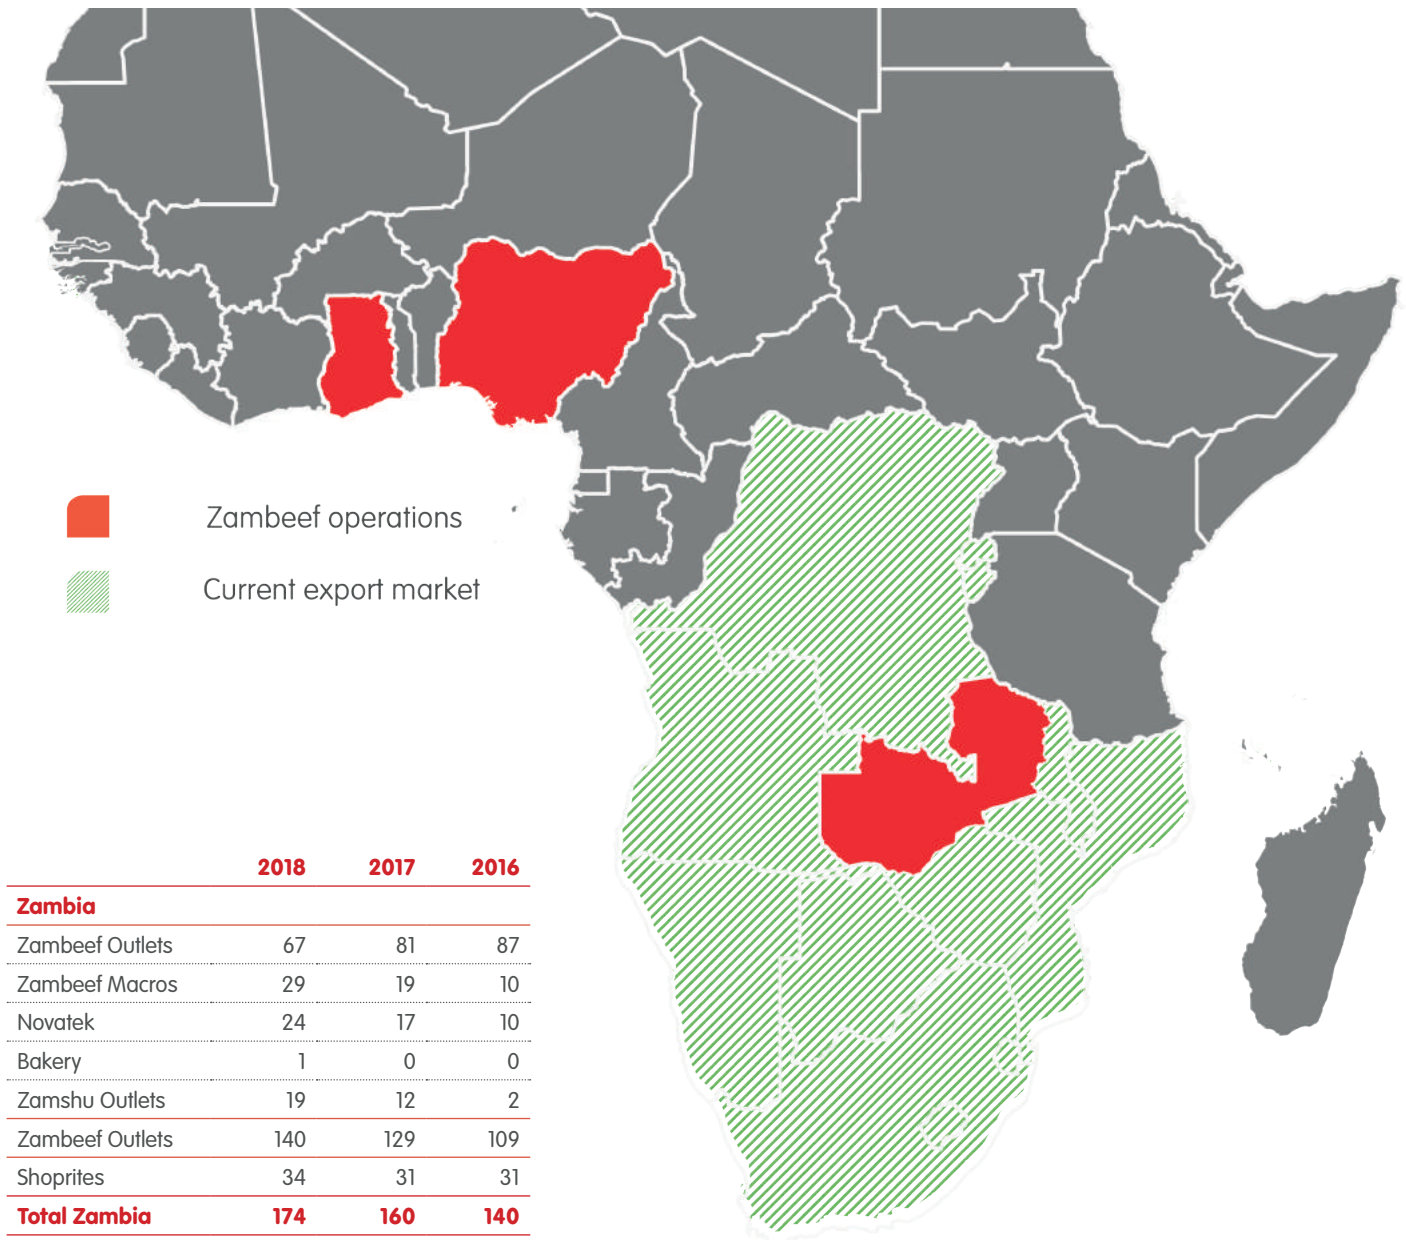 Zambeef operations
Current export market
2018 2017 2016
Zambia
Zambeef Outlets 67 81 87
Zambeef Macros 29 19 10
Novatek 24 17 10
Bakery 1 0 0
Zamshu Outlets 19 12 2
Zambeef Outlets 140 129 109
Shoprites 34 31 31
Total Zambia 174 160 140